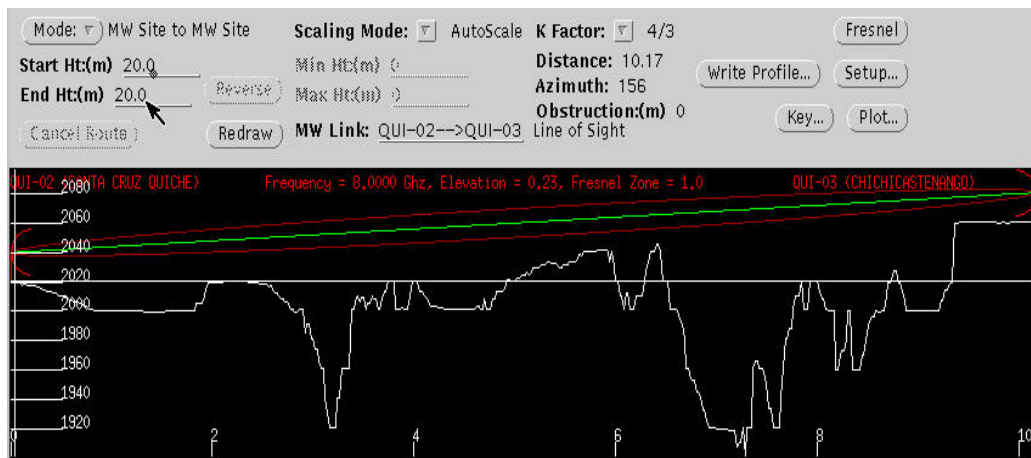 Mode: MW Site to MW Site
Scaling Mode: AutoScale
K Factor: 4/3
Fresnel
Start Ht:(m) 20.0
Min Ht:(m) 0
Distance: 10.17
Write Profile...
Setup...
End Ht:(m) 20.0
Reverse
Max Ht:(m) 0
Azimuth: 156
Obstruction:(m) 0
Key...
Plot...
Cancel Route
Redraw
MW Link: QUI-02-->QUI-03 Line of Sight
QUI-02 (SANTA CRUZ QUICHE)
Frequency = 8.0000 Ghz, Elevation = 0.23, Fresnel Zone = 1.0
QUI-03 (CHICHICASTENANGO)
2080
2060
2040
2020
2000
1980
1960
1940
1920
0 2 4 6 8 10